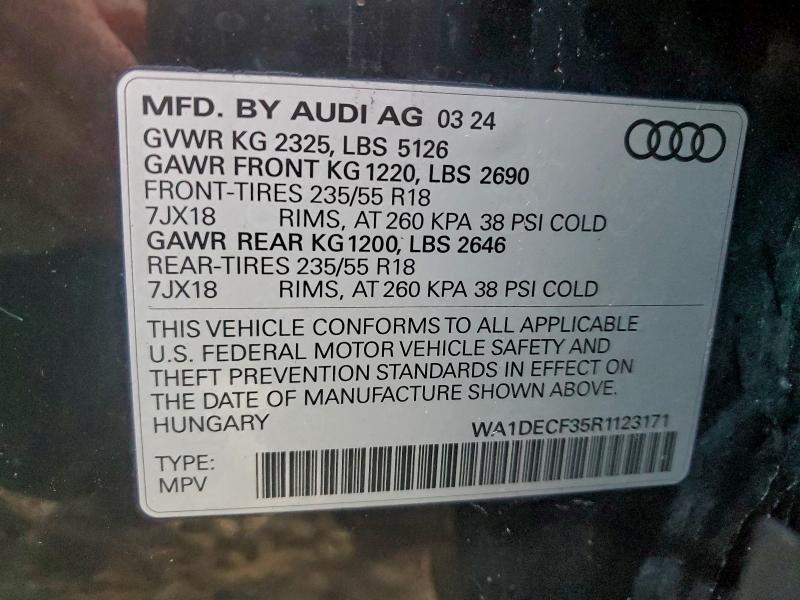 MFD. BY AUDI AG 03 24
GVWR KG 2325, LBS 5126
GAWR FRONT KG 1220, LBS 2690
FRONT-TIRES 235/55 R18
7JX18 RIMS, AT 260 KPA 38 PSI COLD
GAWR REAR KG 1200, LBS 2646
REAR-TIRES 235/55 R18
7JX18 RIMS, AT 260 KPA 38 PSI COLD
THIS VEHICLE CONFORMS TO ALL APPLICABLE
U.S. FEDERAL MOTOR VEHICLE SAFETY AND
THEFT PREVENTION STANDARDS IN EFFECT ON
THE DATE OF MANUFACTURE SHOWN ABOVE.
HUNGARY WA1DECF35R1123171
TYPE:
MPV